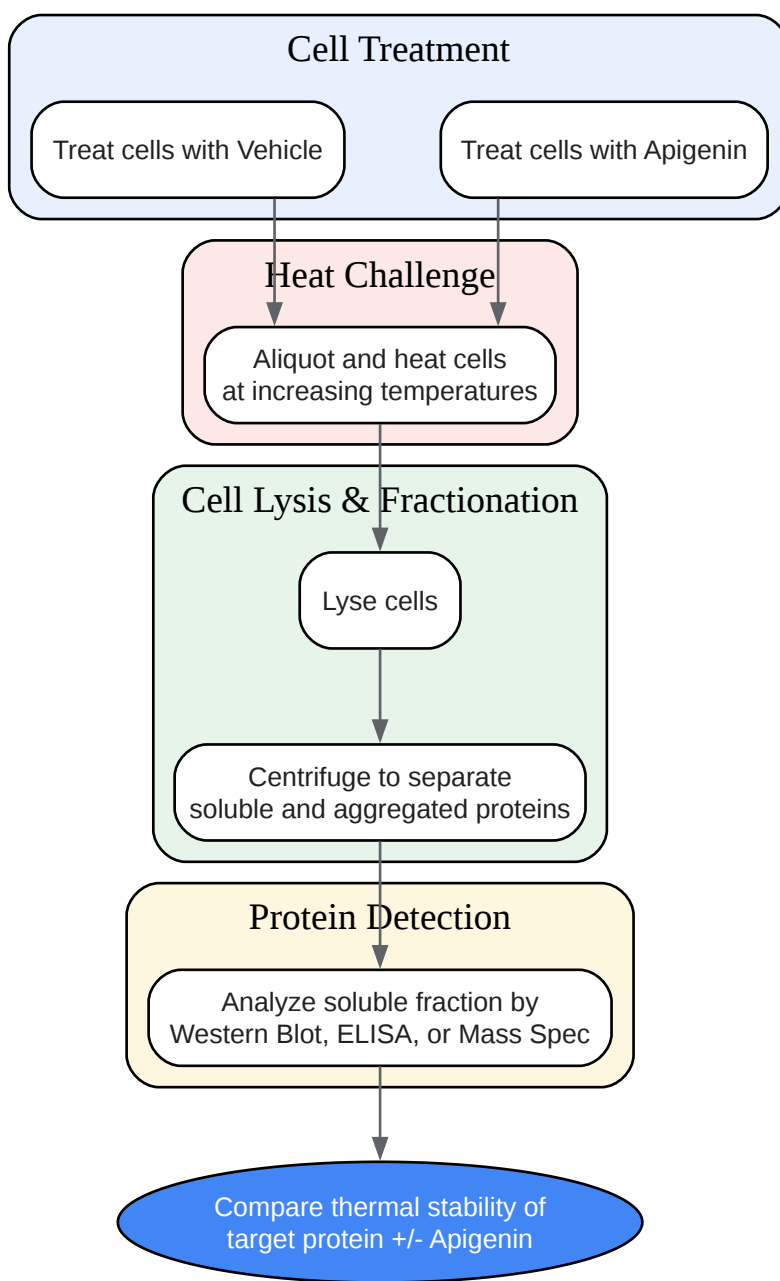 Cell Treatment
Treat cells with Vehicle
Treat cells with Apigenin
Heat Challenge
Aliquot and heat cells
at increasing temperatures
Cell Lysis & Fractionation
Lyse cells
Centrifuge to separate
soluble and aggregated proteins
Protein Detection
Analyze soluble fraction by
Western Blot, ELISA, or Mass Spec
Compare thermal stability of
target protein +/- Apigenin